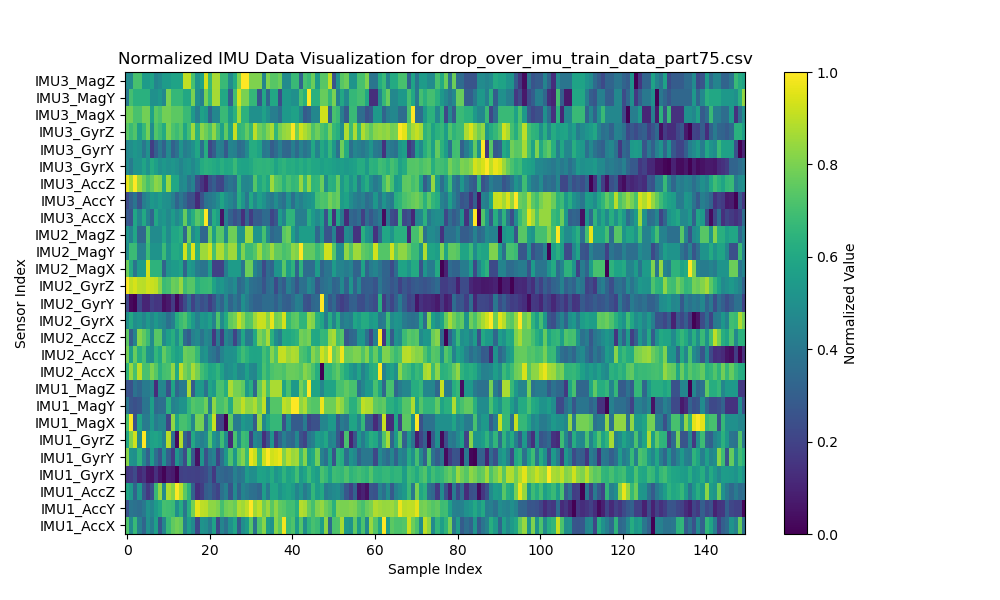 Normalized IMU Data Visualization for drop_over_imu_train_data_part75.csv
IMU3_MagZ
IMU3_MagY
IMU3_MagX
IMU3_GyrZ
IMU3_GyrY
IMU3_GyrX
IMU3_AccZ
IMU3_AccY
IMU3_AccX
IMU2_MagZ
IMU2_MagY
IMU2_MagX
IMU2_GyrZ
IMU2_GyrY
IMU2_GyrX
IMU2_AccZ
IMU2_AccY
IMU2_AccX
IMU1_MagZ
IMU1_MagY
IMU1_MagX
IMU1_GyrZ
IMU1_GyrY
IMU1_GyrX
IMU1_AccZ
IMU1_AccY
IMU1_AccX
Sensor Index
0 20 40 60 80 100 120 140
Sample Index
1.0
0.8
0.6
0.4
0.2
0.0
Normalized Value